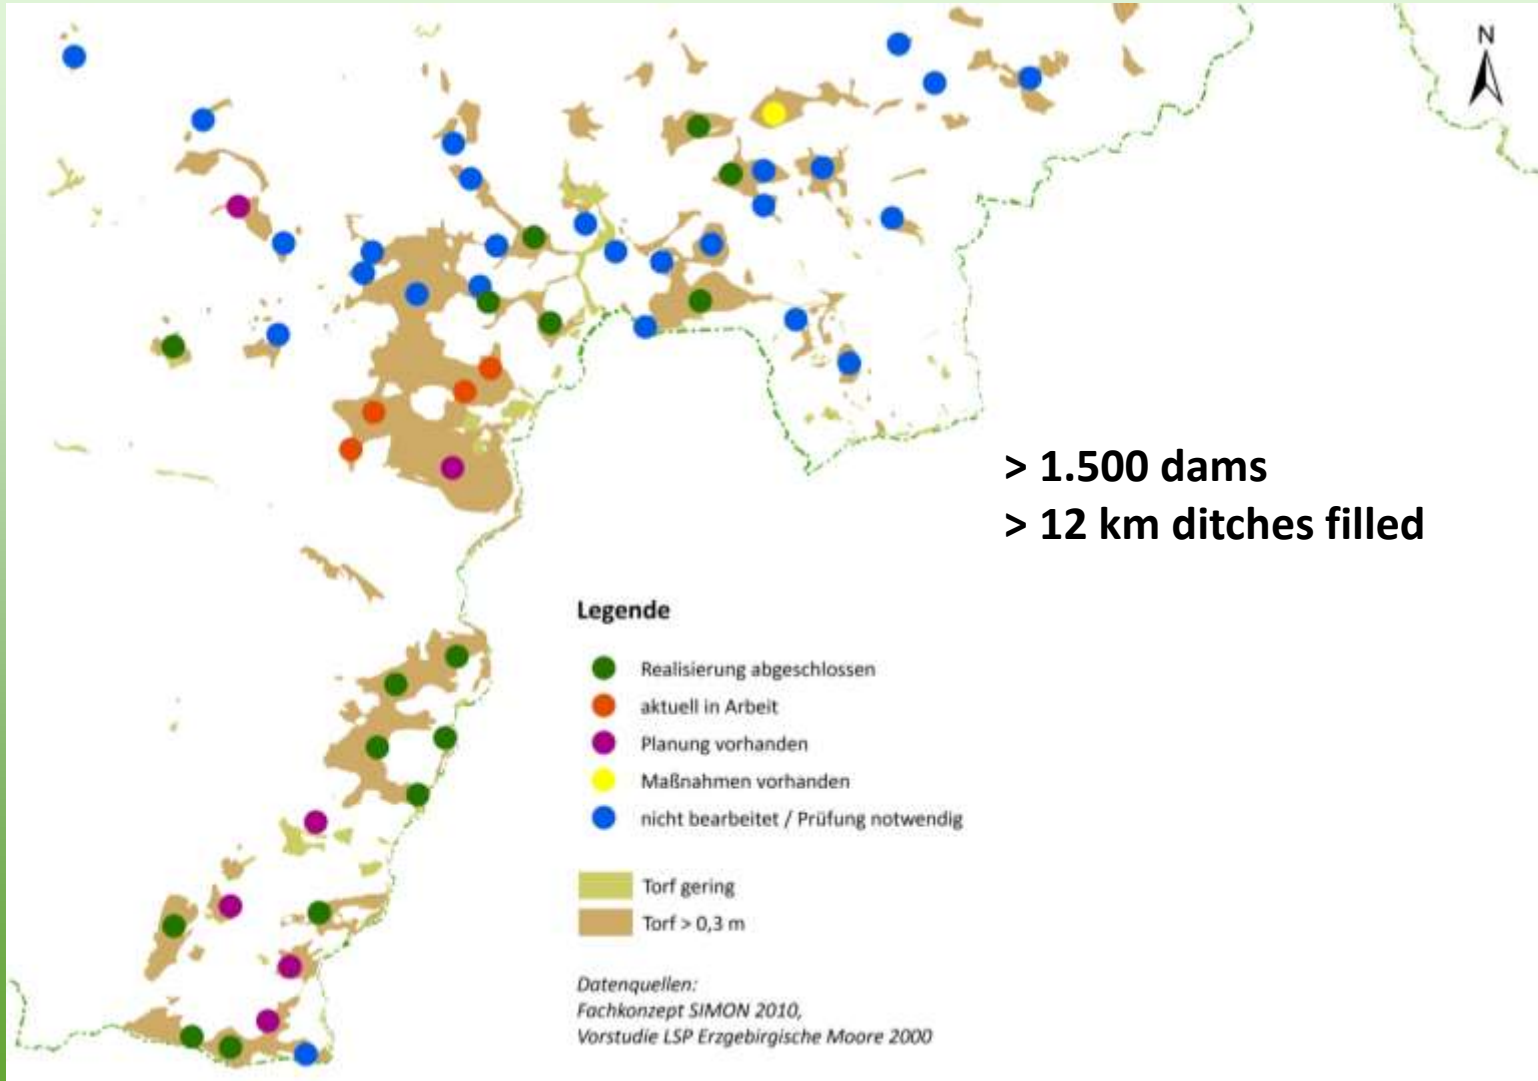 N
> 1.500 dams
> 12 km ditches filled
Legende
Realisierung abgeschlossen
aktuell in Arbeit
Planung vorhanden
Maßnahmen vorhanden
nicht bearbeitet / Prüfung notwendig
Torf gering
Torf > 0,3 m
Datenquellen:
Fachkonzept SIMON 2010,
Vorstudie LSP Erzgebirgische Moore 2000